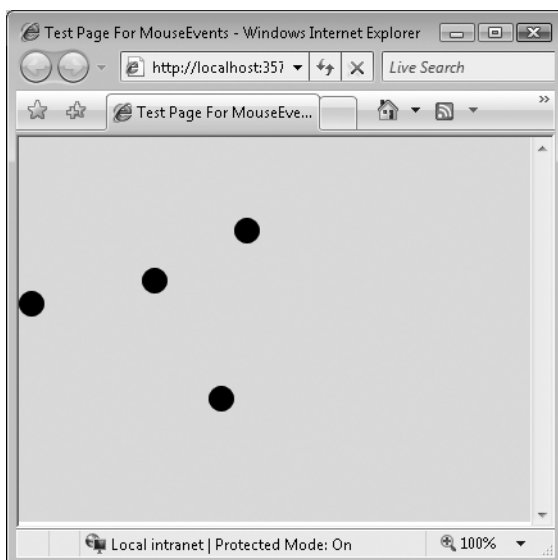 Test Page For MouseEvents - Windows Internet Explorer
http://localhost:357
Live Search
Test Page For MouseEve...
Local intranet | Protected Mode: On
100%